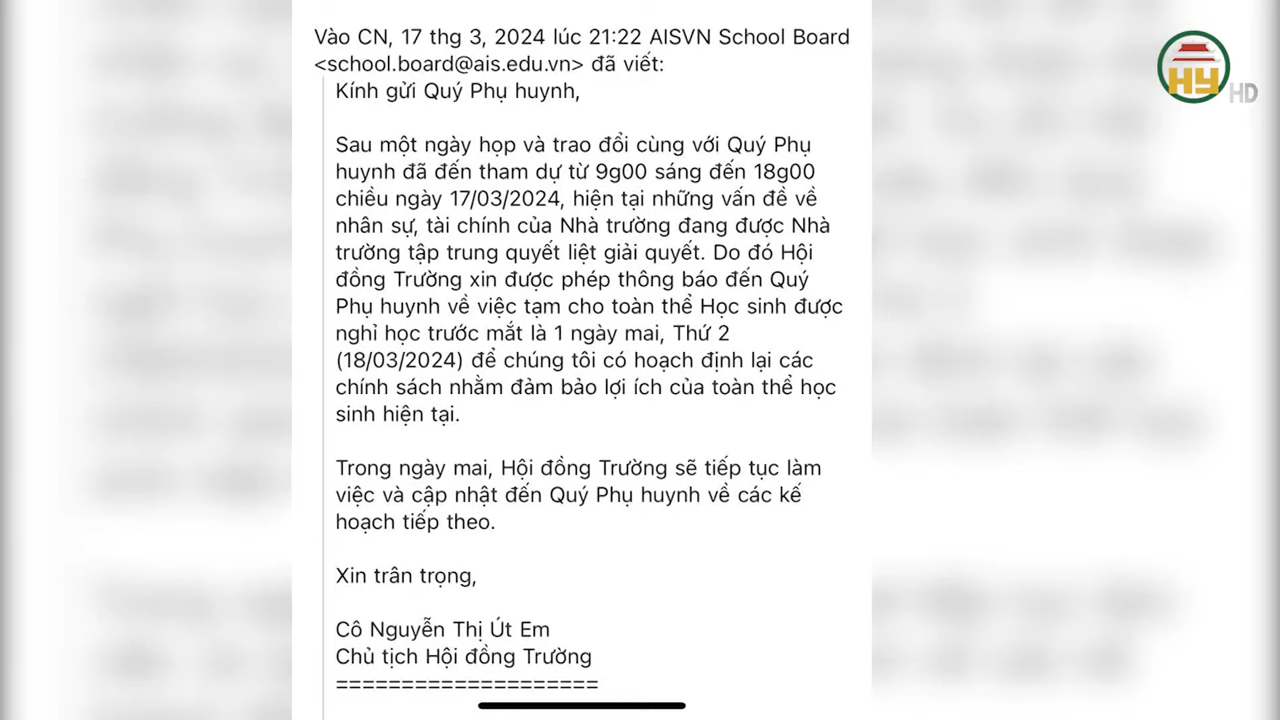 Vào CN, 17 thg 3, 2024 lúc 21:22 AISVN School Board
<school.board@ais.edu.vn> đã viết:
Kính gửi Quý Phụ huynh,
Sau một ngày họp và trao đổi cùng với Quý Phụ
huynh đã đến tham dự từ 9g00 sáng đến 18g00
chiều ngày 17/03/2024, hiện tại những vấn đề về
nhân sự, tài chính của Nhà trường đang được Nhà
trường tập trung quyết liệt giải quyết. Do đó Hội
đồng Trường xin được phép thông báo đến Quý
Phụ huynh về việc tạm cho toàn thể Học sinh được
nghỉ học trước mắt là 1 ngày mai, Thứ 2
(18/03/2024) để chúng tôi có hoạch định lại các
chính sách nhằm đảm bảo lợi ích của toàn thể học
sinh hiện tại.
Trong ngày mai, Hội đồng Trường sẽ tiếp tục làm
việc và cập nhật đến Quý Phụ huynh về các kế
hoạch tiếp theo.
Xin trân trọng,
Cô Nguyễn Thị Út Em
Chủ tịch Hội đồng Trường
====================
HY HD